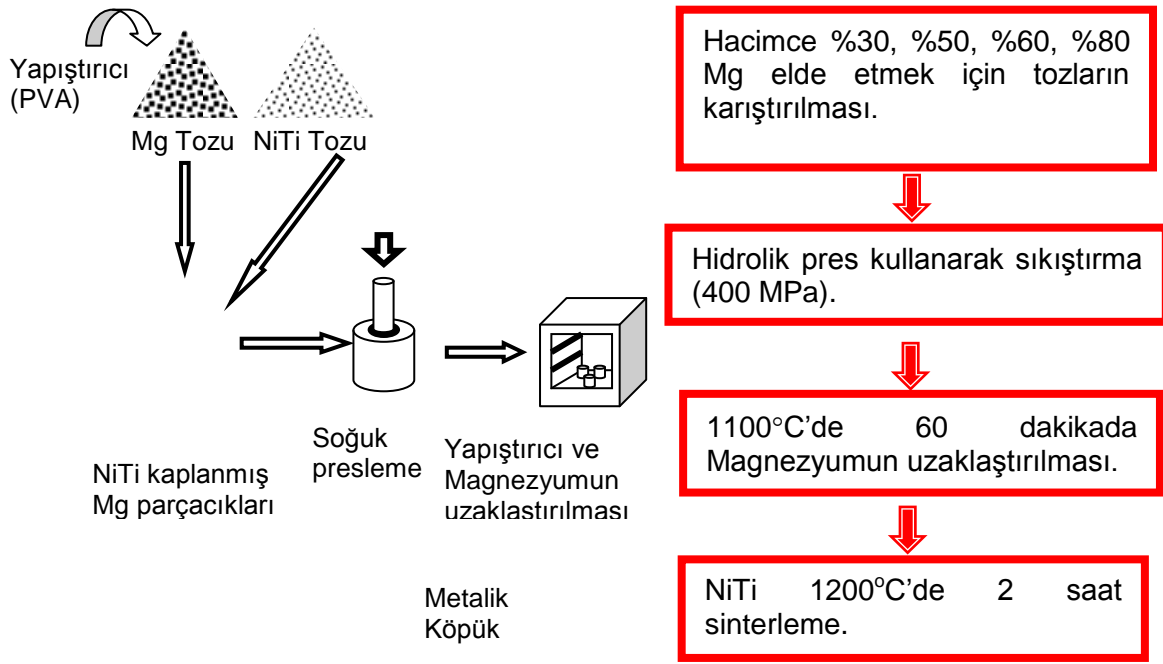 Yapıştırıcı
(PVA)
Mg Tozu NiTi Tozu
NiTi kaplanmış
Mg parçacıkları
Soğuk
presleme
Yapıştırıcı ve
Magnezyumun
uzaklaştırılması
Metalik
Köpük
Hacimce %30, %50, %60, %80
Mg elde etmek için tozların
karıştırılması.
Hidrolik pres kullanarak sıkıştırma
(400 MPa).
1100°C’de 60 dakikada
Magnezyumun uzaklaştırılması.
NiTi 1200°C’de 2 saat
sinterleme.